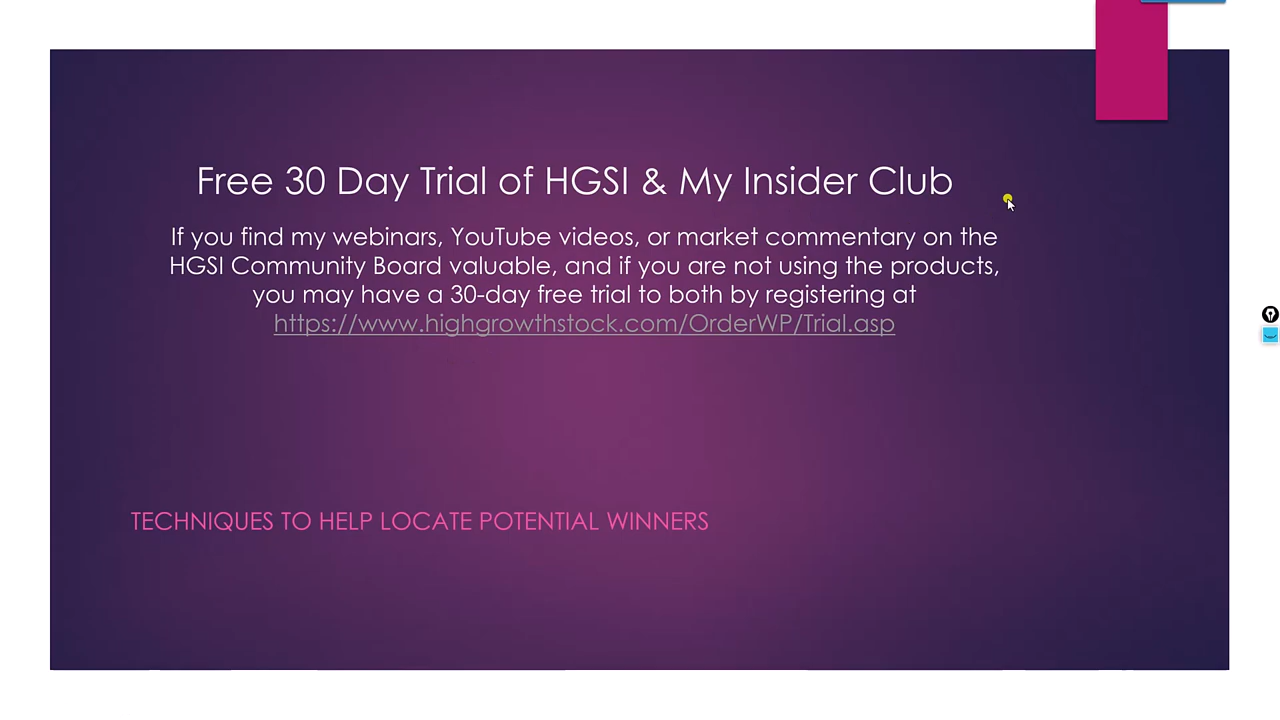 Free 30 Day Trial of HGSI & My Insider Club
If you find my webinars, YouTube videos, or market commentary on the
HGSI Community Board valuable, and if you are not using the products,
you may have a 30-day free trial to both by registering at
https://www.highgrowthstock.com/OrderWP/Trial.asp
TECHNIQUES TO HELP LOCATE POTENTIAL WINNERS